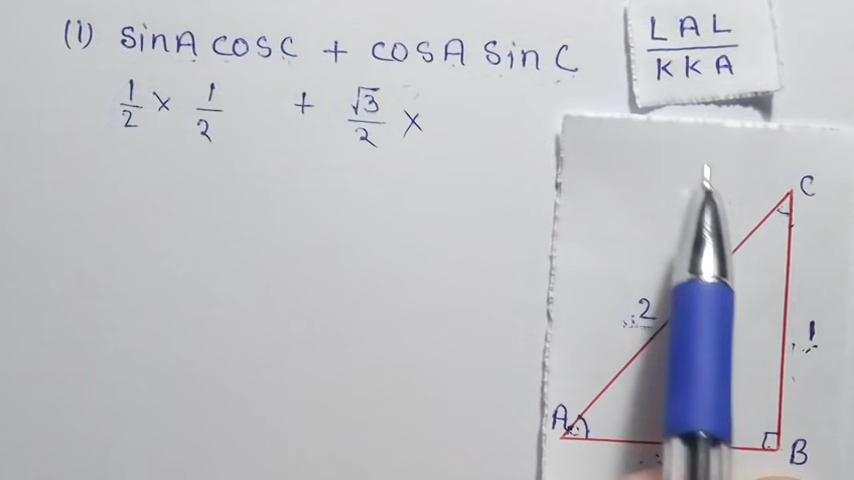 (1) sinA cosC + cosA sinC
1/2 × 1/2 + √3/2 ×
LAL
KKA
C
2
1
A
B